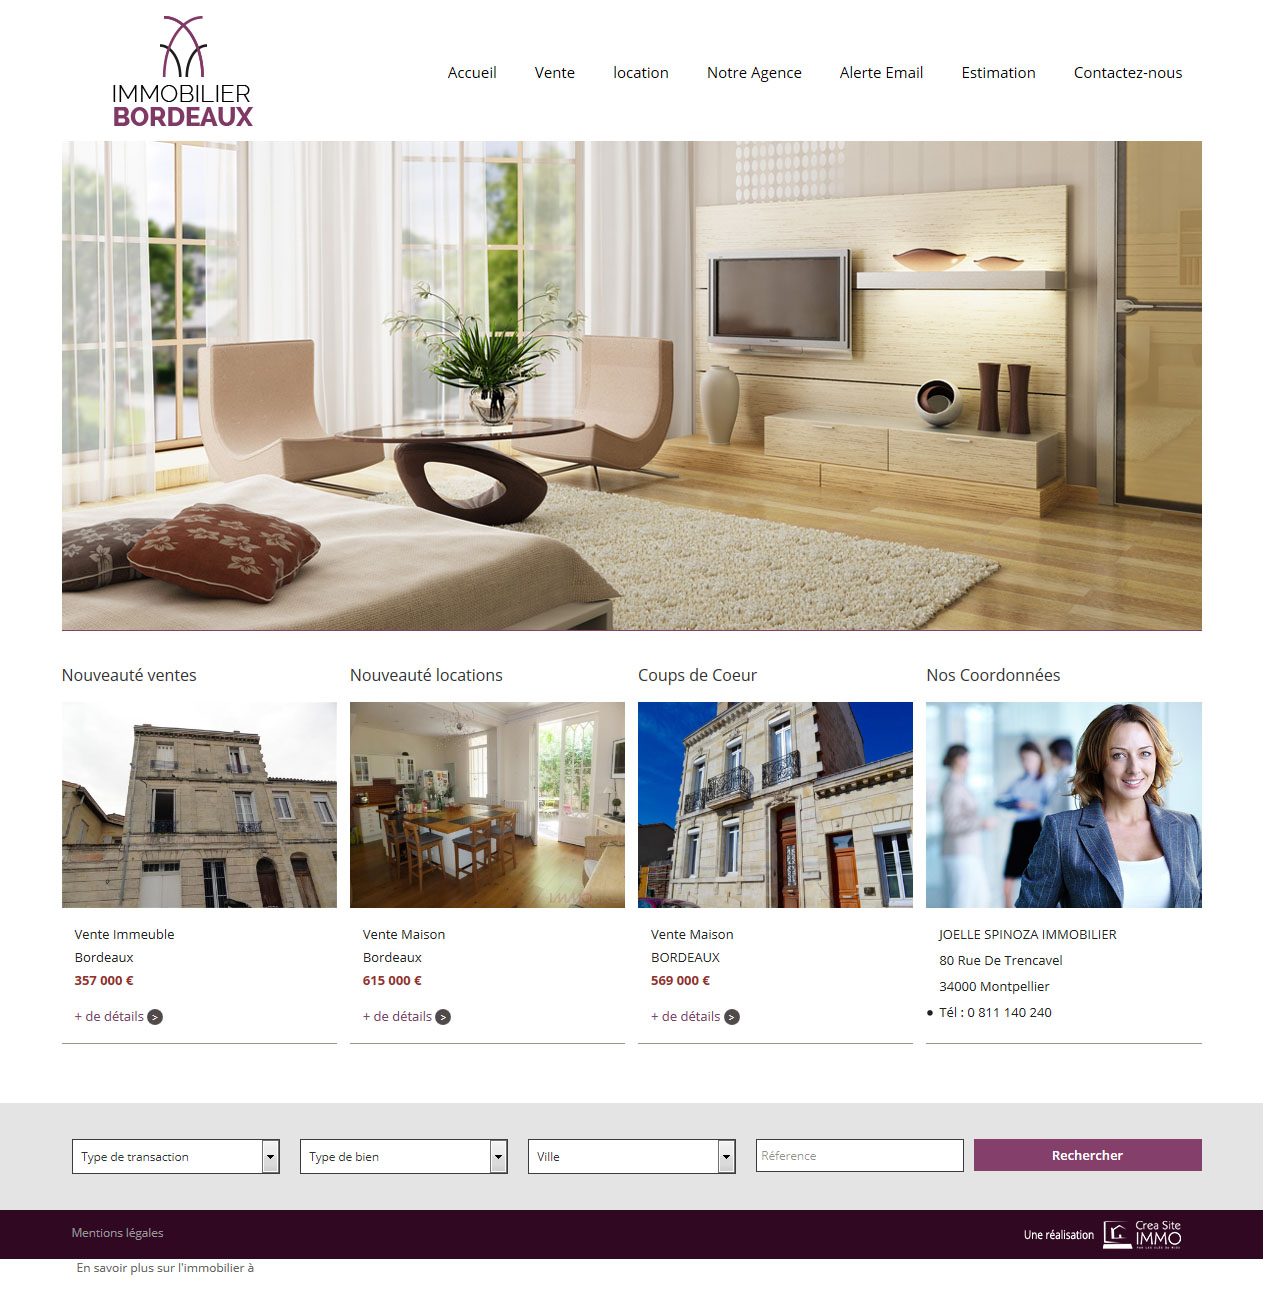 IMMOBILIER
BORDEAUX
Accueil
Vente
location
Notre Agence
Alerte Email
Estimation
Contactez-nous
Nouveauté ventes
Nouveauté locations
Coups de Coeur
Nos Coordonnées
Vente Immeuble
Bordeaux
357 000 €
+ de détails >
Vente Maison
Bordeaux
615 000 €
+ de détails >
Vente Maison
BORDEAUX
569 000 €
+ de détails >
JOELLE SPINOZA IMMOBILIER
80 Rue De Trencavel
34000 Montpellier
Tél : 0 811 140 240
Type de transaction
Type de bien
Ville
Réference
Rechercher
Mentions légales
Une réalisation
Crea Site
IMMO
En savoir plus sur l'immobilier à